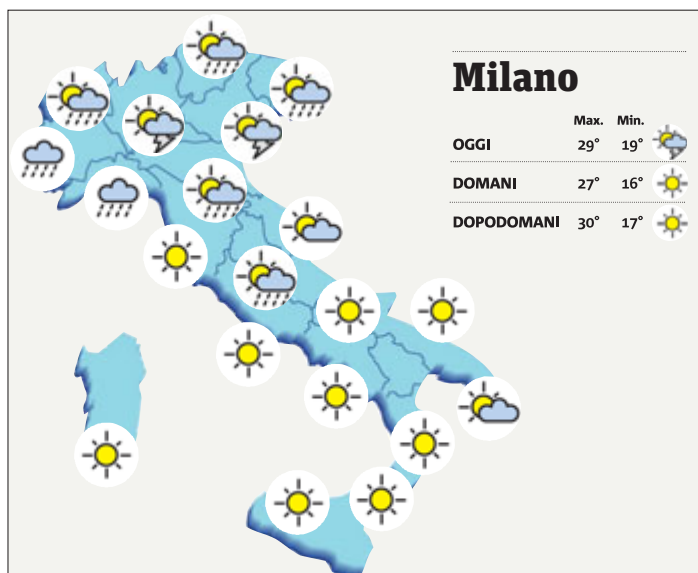 Milano
Max. Min.
OGGI 29° 19°
DOMANI 27° 16°
DOPODOMANI 30° 17°